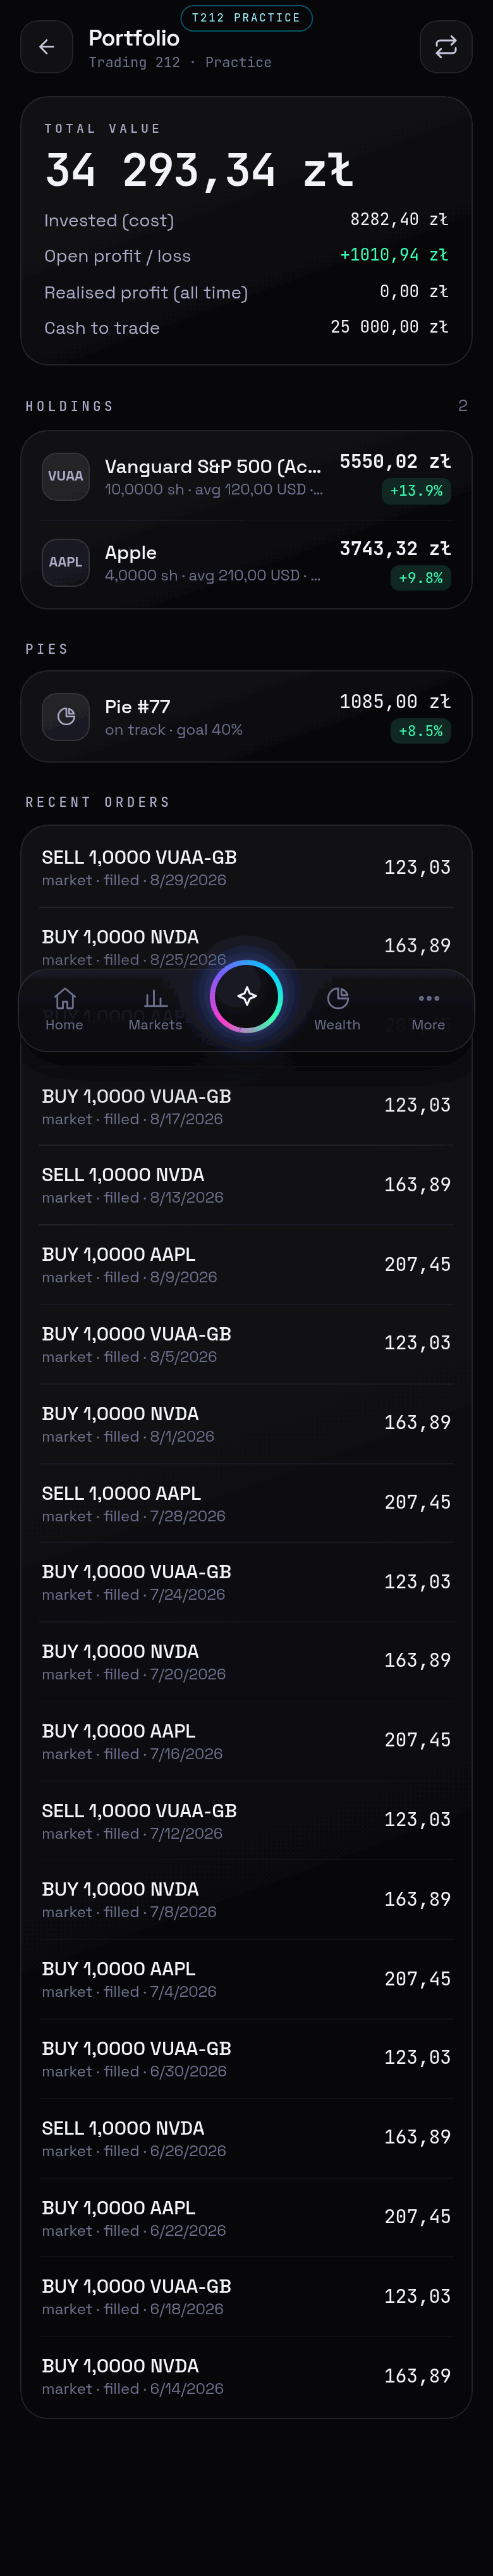 T212 PRACTICE
Portfolio
Trading 212 · Practice
TOTAL VALUE
34 293,34 zł
Invested (cost) 8282,40 zł
Open profit / loss +1010,94 zł
Realised profit (all time) 0,00 zł
Cash to trade 25 000,00 zł
HOLDINGS 2
VUAA Vanguard S&P 500 (Ac... 5550,02 zł
10,0000 sh · avg 120,00 USD ·... +13.9%
AAPL Apple 3743,32 zł
4,0000 sh · avg 210,00 USD · ... +9.8%
PIES
Pie #77 1085,00 zł
on track · goal 40% +8.5%
RECENT ORDERS
SELL 1,0000 VUAA-GB 123,03
market · filled · 8/29/2026
BUY 1,0000 NVDA 163,89
market · filled · 8/25/2026
Home Markets Wealth More
BUY 1,0000 VUAA-GB 123,03
market · filled · 8/17/2026
SELL 1,0000 NVDA 163,89
market · filled · 8/13/2026
BUY 1,0000 AAPL 207,45
market · filled · 8/9/2026
BUY 1,0000 VUAA-GB 123,03
market · filled · 8/5/2026
BUY 1,0000 NVDA 163,89
market · filled · 8/1/2026
SELL 1,0000 AAPL 207,45
market · filled · 7/28/2026
BUY 1,0000 VUAA-GB 123,03
market · filled · 7/24/2026
BUY 1,0000 NVDA 163,89
market · filled · 7/20/2026
BUY 1,0000 AAPL 207,45
market · filled · 7/16/2026
SELL 1,0000 VUAA-GB 123,03
market · filled · 7/12/2026
BUY 1,0000 NVDA 163,89
market · filled · 7/8/2026
BUY 1,0000 AAPL 207,45
market · filled · 7/4/2026
BUY 1,0000 VUAA-GB 123,03
market · filled · 6/30/2026
SELL 1,0000 NVDA 163,89
market · filled · 6/26/2026
BUY 1,0000 AAPL 207,45
market · filled · 6/22/2026
BUY 1,0000 VUAA-GB 123,03
market · filled · 6/18/2026
BUY 1,0000 NVDA 163,89
market · filled · 6/14/2026